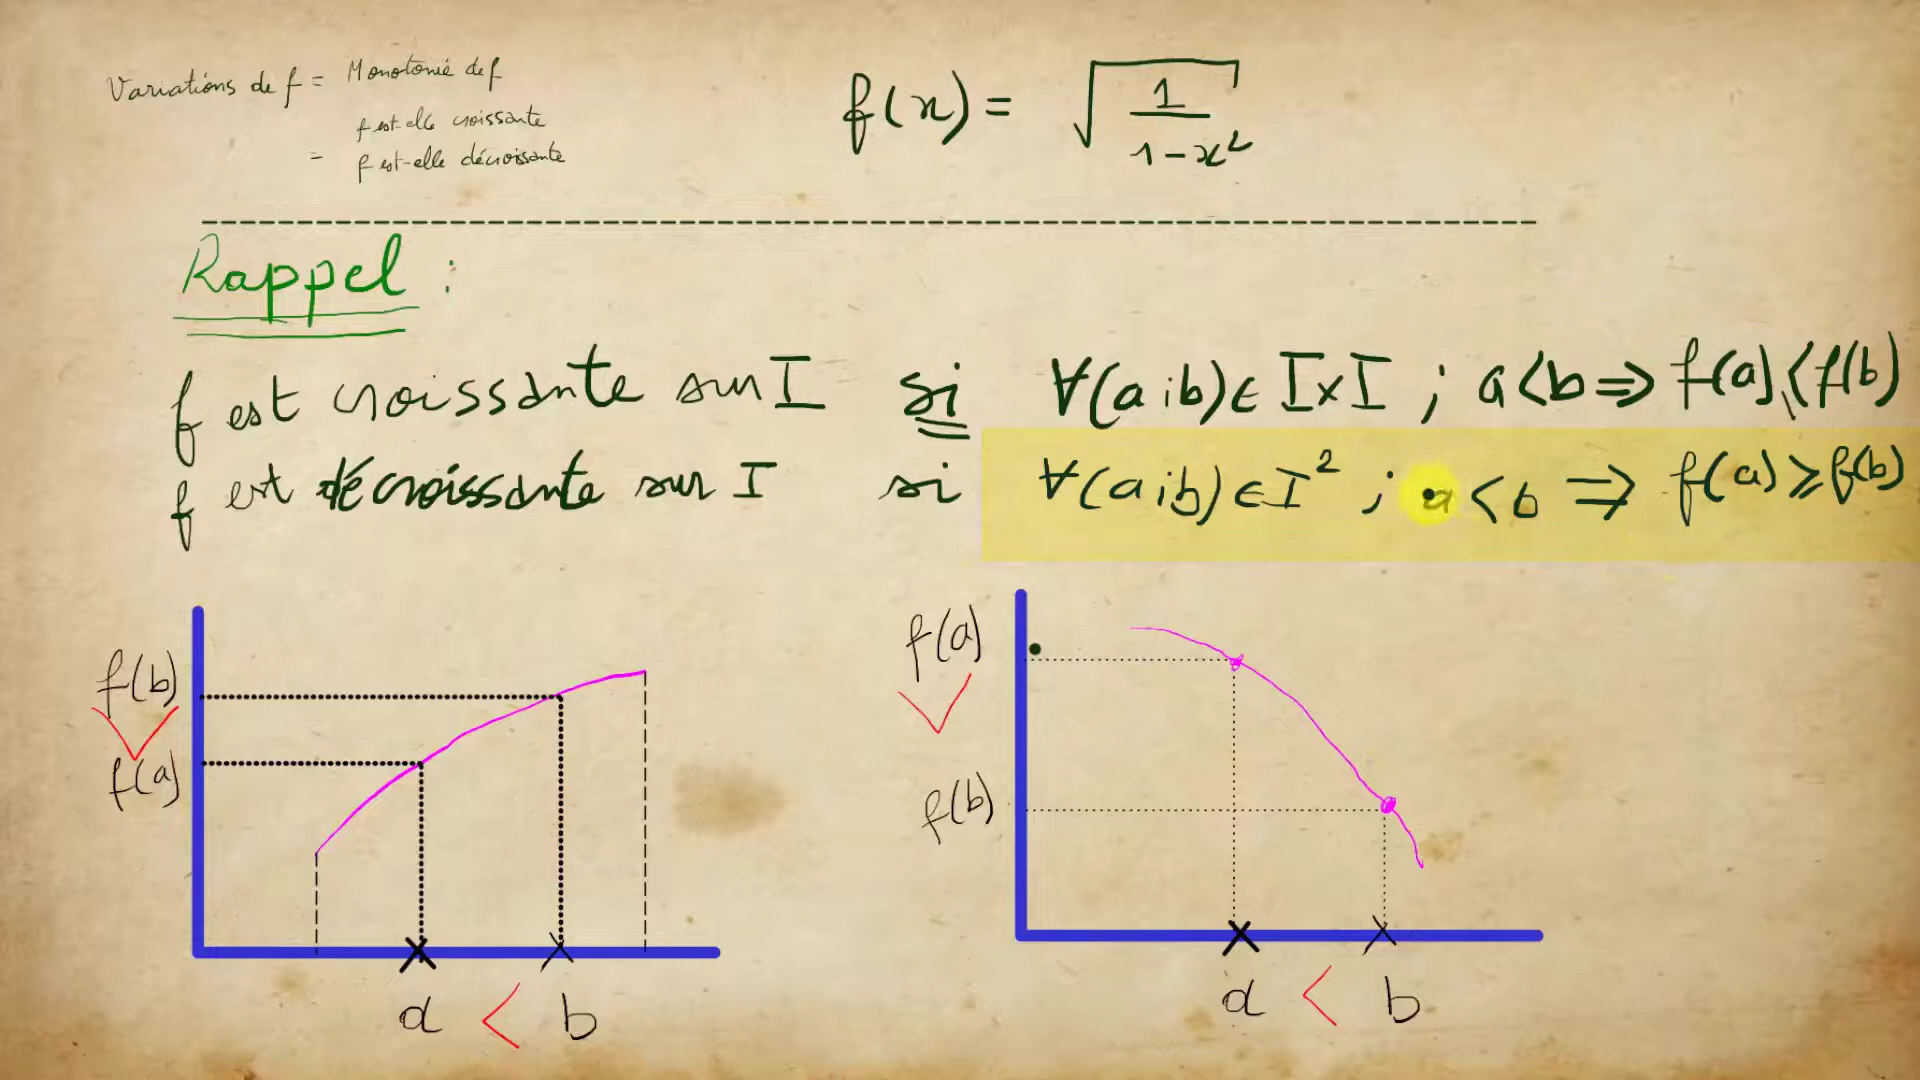 Variations de f = Monotonie de f
f est-elle croissante
= f est-elle décroissante
f(x) = √(1/(1-x²))
Rappel :
f est croissante sur I si ∀(a;b)∈ I×I ; a<b ⇒ f(a)⩽f(b)
f est décroissante sur I si ∀(a;b)∈I² ; a<b ⇒ f(a)≥f(b)
f(b)
f(a)
a < b
f(a)
f(b)
a < b